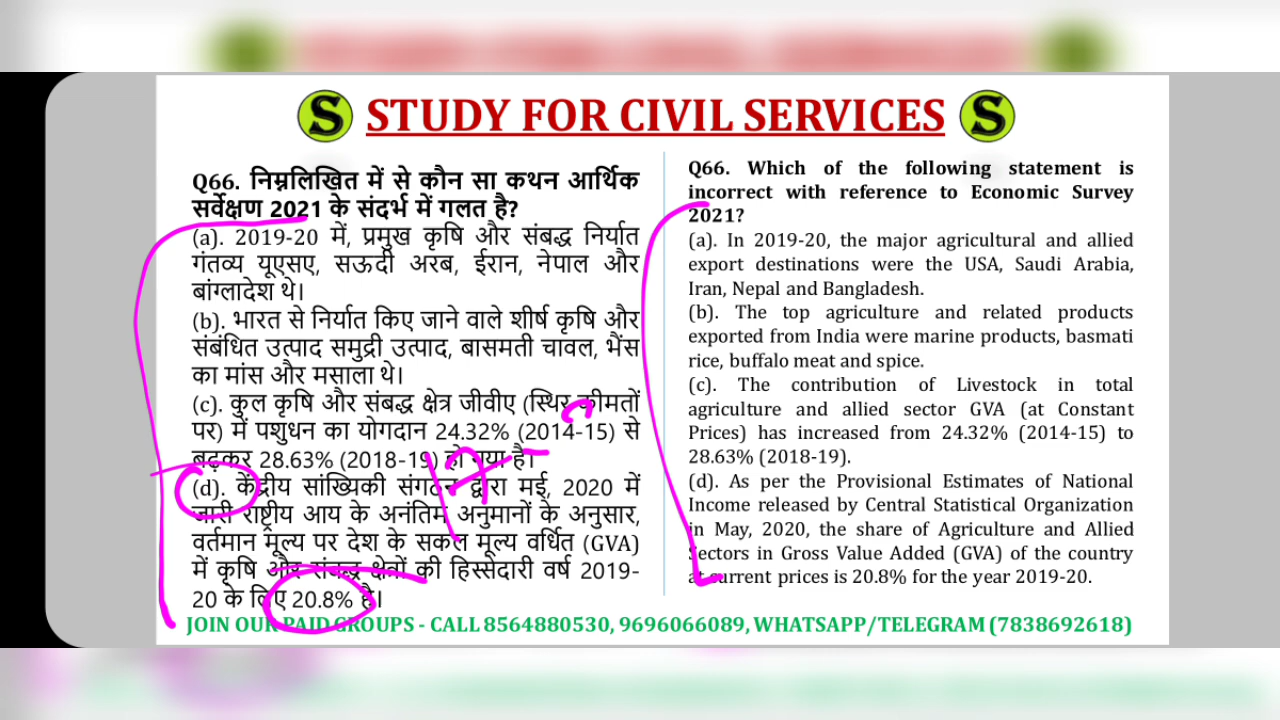 S STUDY FOR CIVIL SERVICES S
Q66. निम्नलिखित में से कौन सा कथन आर्थिक
सर्वेक्षण 2021 के संदर्भ में गलत है?
(a). 2019-20 में, प्रमुख कृषि और संबद्ध निर्यात
गंतव्य यूएसए, सऊदी अरब, ईरान, नेपाल और
बांग्लादेश थे।
(b). भारत से निर्यात किए जाने वाले शीर्ष कृषि और
संबंधित उत्पाद समुद्री उत्पाद, बासमती चावल, भैंस
का मांस और मसाला थे।
(c). कुल कृषि और संबद्ध क्षेत्र जीवीए (स्थिर कीमतों
पर) में पशुधन का योगदान 24.32% (2014-15) से
बढ़कर 28.63% (2018-19) हो गया है।
(d). केंद्रीय सांख्यिकी संगठन द्वारा मई, 2020 में
जारी राष्ट्रीय आय के अनंतिम अनुमानों के अनुसार,
वर्तमान मूल्य पर देश के सकल मूल्य वर्धित (GVA)
में कृषि और संबद्ध क्षेत्रों की हिस्सेदारी वर्ष 2019-
20 के लिए 20.8% है।
Q66. Which of the following statement is
incorrect with reference to Economic Survey
2021?
(a). In 2019-20, the major agricultural and allied
export destinations were the USA, Saudi Arabia,
Iran, Nepal and Bangladesh.
(b). The top agriculture and related products
exported from India were marine products, basmati
rice, buffalo meat and spice.
(c). The contribution of Livestock in total
agriculture and allied sector GVA (at Constant
Prices) has increased from 24.32% (2014-15) to
28.63% (2018-19).
(d). As per the Provisional Estimates of National
Income released by Central Statistical Organization
in May, 2020, the share of Agriculture and Allied
Sectors in Gross Value Added (GVA) of the country
at current prices is 20.8% for the year 2019-20.
JOIN OUR PAID GROUPS - CALL 8564880530, 9696066089, WHATSAPP/TELEGRAM (7838692618)